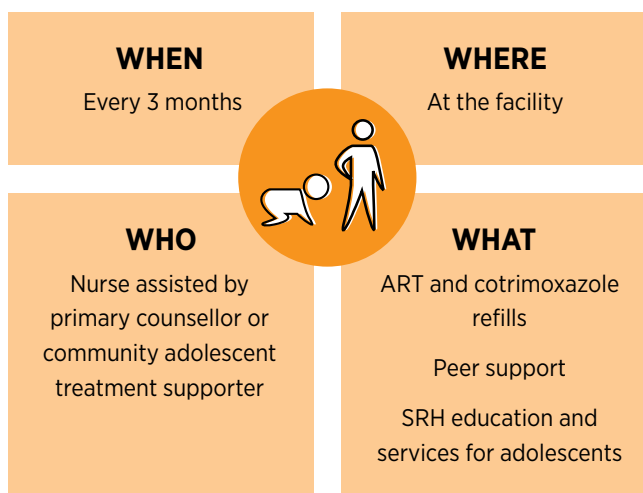 WHEN
Every 3 months
WHERE
At the facility
WHO
Nurse assisted by
primary counsellor or
community adolescent
treatment supporter
WHAT
ART and cotrimoxazole
refills
Peer support
SRH education and
services for adolescents